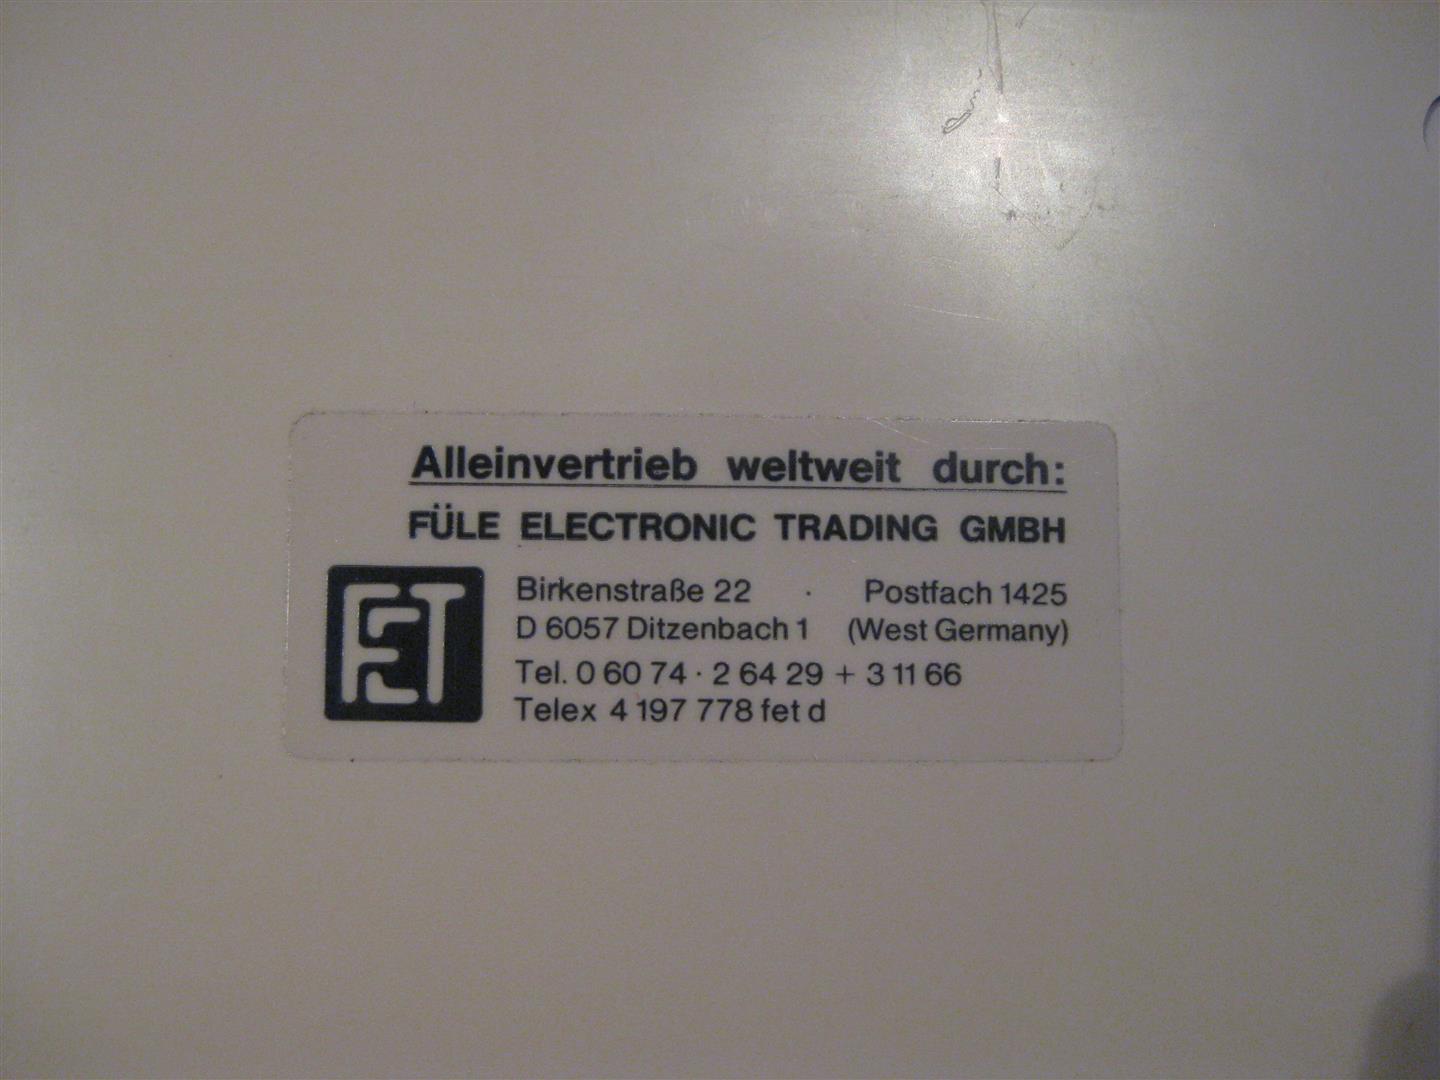 Alleinvertrieb weltweit durch:
FÜLE ELECTRONIC TRADING GMBH
FET
Birkenstraße 22 · Postfach 1425
D 6057 Ditzenbach 1 (West Germany)
Tel. 0 60 74 · 2 64 29 + 3 11 66
Telex 4 197 778 fet d